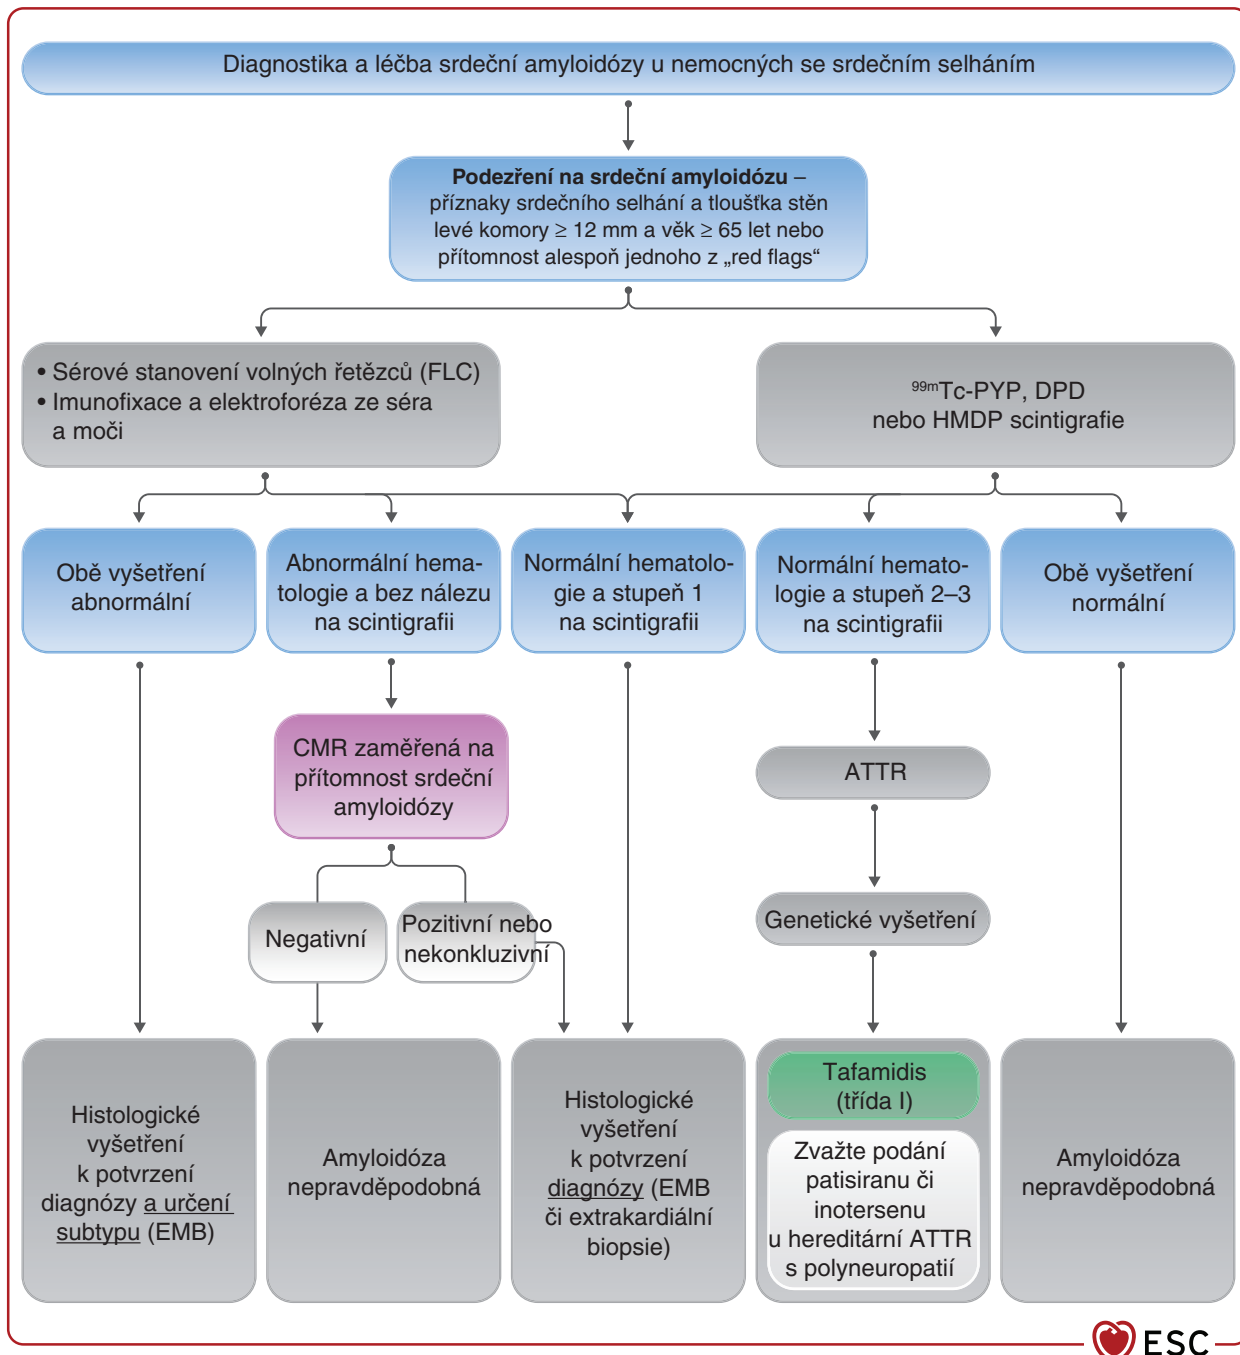 Diagnostika a léčba srdeční amyloidózy u nemocných se srdečním selháním
Podezření na srdeční amyloidózu –
příznaky srdečního selhání a tloušťka stěn
levé komory ≥ 12 mm a věk ≥ 65 let nebo
přítomnost alespoň jednoho z „red flags“
• Sérové stanovení volných řetězců (FLC)
• Imunofixace a elektroforéza ze séra
a moči
99mTc-PYP, DPD
nebo HMDP scintigrafie
Obě vyšetření
abnormální
Abnormální hema-
tologie a bez nálezu
na scintigrafii
Normální hematolo-
gie a stupeň 1
na scintigrafii
Normální hemato-
logie a stupeň 2–3
na scintigrafii
Obě vyšetření
normální
CMR zaměřená na
přítomnost srdeční
amyloidózy
ATTR
Negativní
Pozitivní nebo
nekonkluzivní
Genetické vyšetření
Histologické
vyšetření
k potvrzení
diagnózy a určení
subtypu (EMB)
Amyloidóza
nepravděpodobná
Histologické
vyšetření
k potvrzení
diagnózy (EMB
či extrakardiální
biopsie)
Tafamidis
(třída I)
Zvažte podání
patisiranu či
inotersenu
u hereditární ATTR
s polyneuropatií
Amyloidóza
nepravděpodobná
ESC